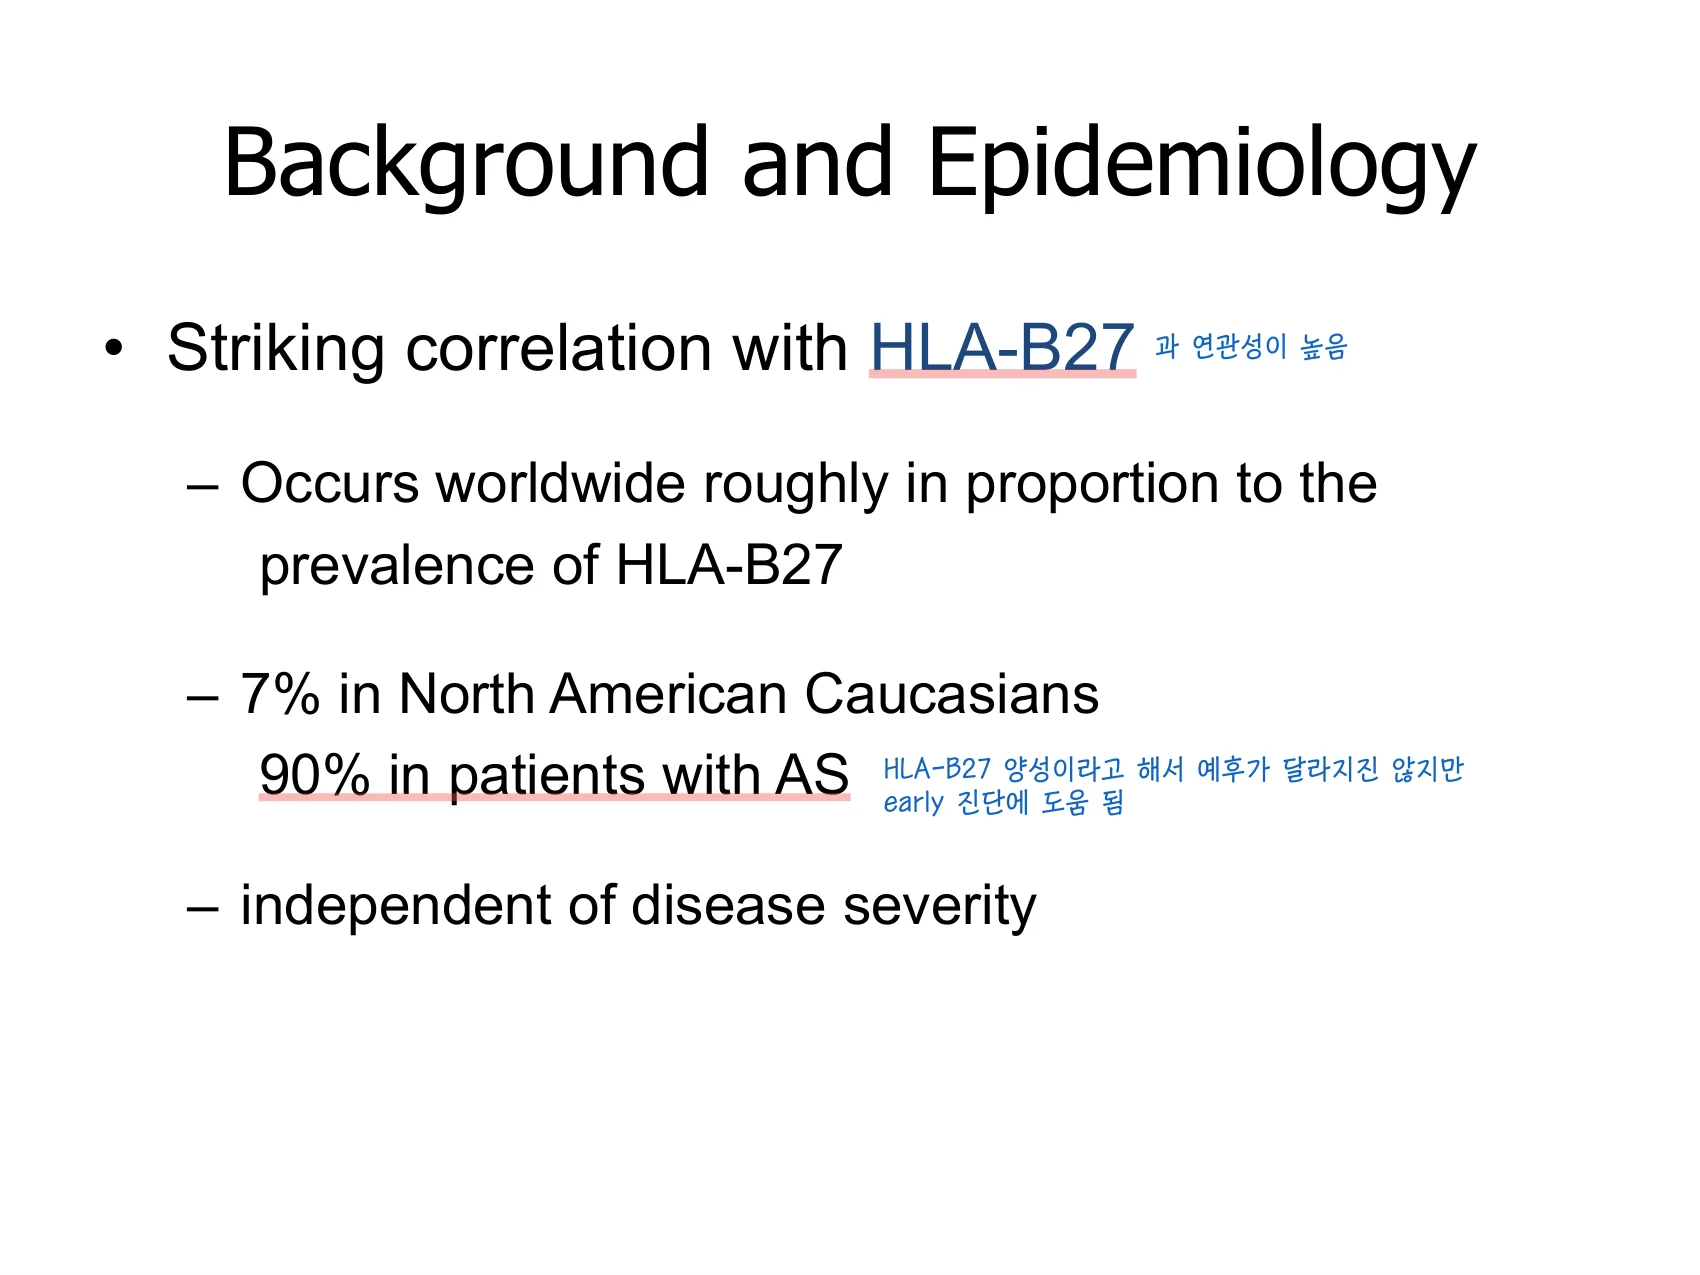 Background and Epidemiology
• Striking correlation with HLA-B27 과 연관성이 높음
– Occurs worldwide roughly in proportion to the
prevalence of HLA-B27
– 7% in North American Caucasians
90% in patients with AS
HLA-B27 양성이라고 해서 예후가 달라지진 않지만
early 진단에 도움 됨
– independent of disease severity